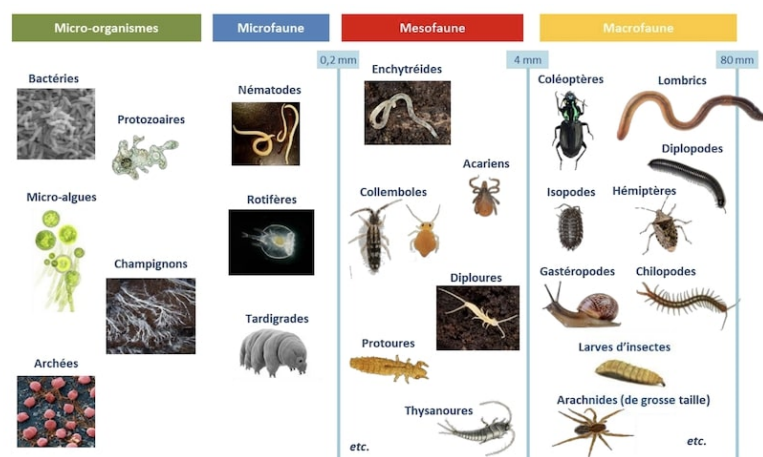 Micro-organismes
Microfaune
Mesofaune
Macrofaune
0,2 mm
4 mm
80 mm
Bactéries
Protozoaires
Micro-algues
Champignons
Archées
Nématodes
Rotifères
Tardigrades
Enchytréides
Acariens
Collemboles
Diploures
Protoures
Thysanoures
etc.
Coléoptères
Lombrics
Diplopodes
Isopodes
Hémiptères
Gastéropodes
Chilopodes
Larves d'insectes
Arachnides (de grosse taille)
etc.